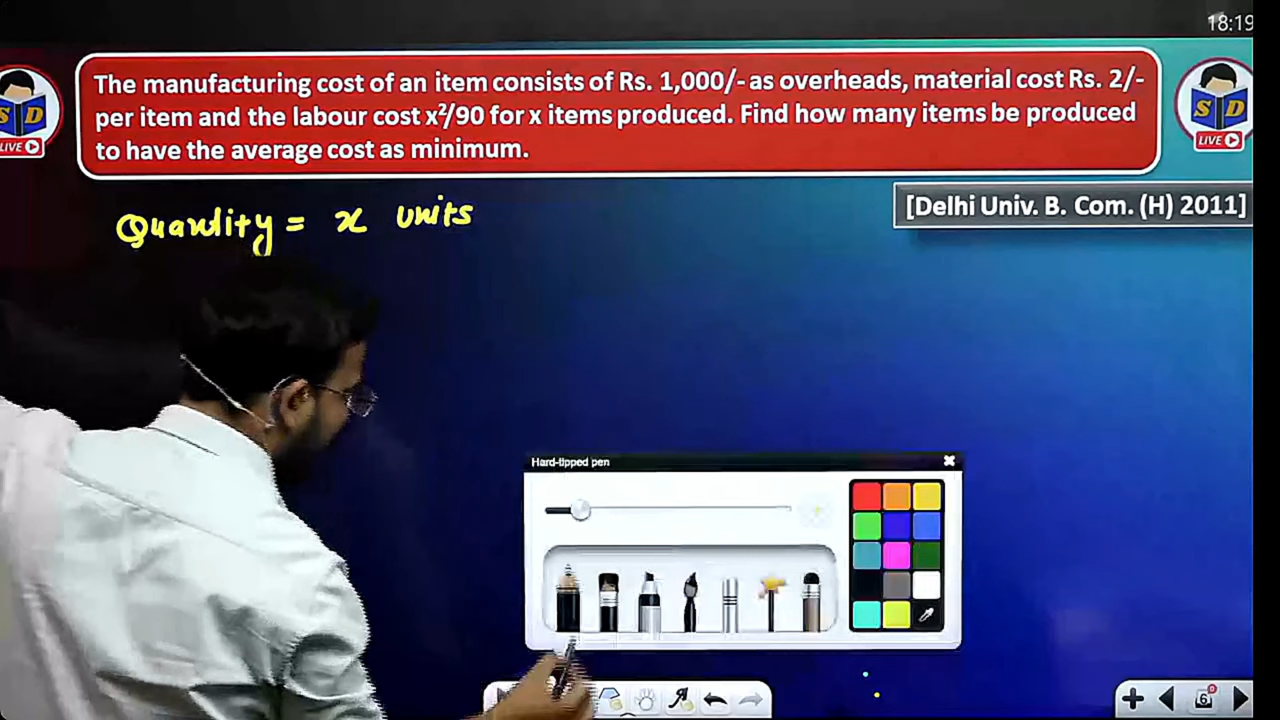 18:19
The manufacturing cost of an item consists of Rs. 1,000/- as overheads, material cost Rs. 2/-
per item and the labour cost x²/90 for x items produced. Find how many items be produced
to have the average cost as minimum.
S D
LIVE
S D
LIVE
[Delhi Univ. B. Com. (H) 2011]
Quantity = x units
Hard-tipped pen
6